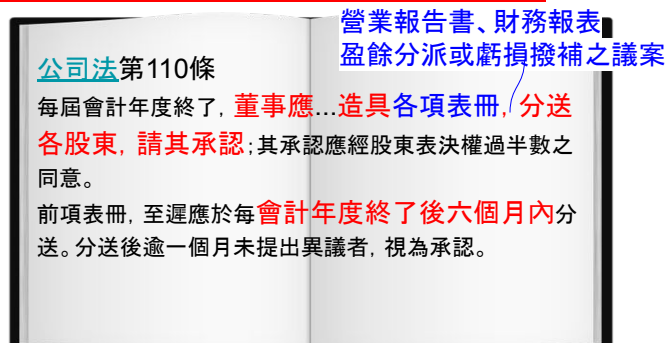 營業報告書、財務報表
盈餘分派或虧損撥補之議案
公司法第110條
每屆會計年度終了, 董事應...造具各項表冊, 分送
各股東, 請其承認;其承認應經股東表決權過半數之
同意。
前項表冊, 至遲應於每會計年度終了後六個月內分
送。分送後逾一個月未提出異議者, 視為承認。